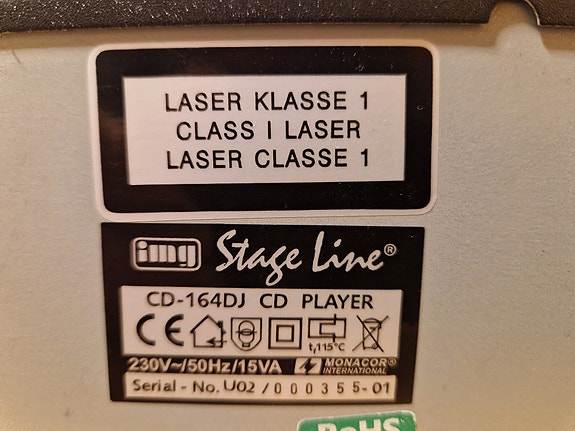 LASER KLASSE 1
CLASS I LASER
LASER CLASSE 1
img Stage Line®
CD-164DJ CD PLAYER
CE t,115°C
230V~/50Hz/15VA MONACOR®
INTERNATIONAL
Serial - No. U02 / 000355-01
RoHS